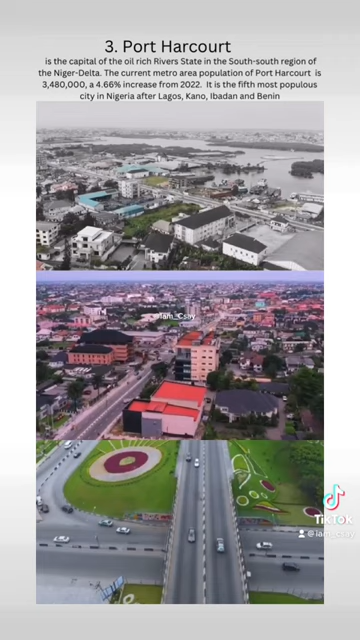 3. Port Harcourt
is the capital of the oil rich Rivers State in the South-south region of
the Niger-Delta. The current metro area population of Port Harcourt is
3,480,000, a 4.66% increase from 2022. It is the fifth most populous
city in Nigeria after Lagos, Kano, Ibadan and Benin
Iam_Csay
TikTok
@iam_csay